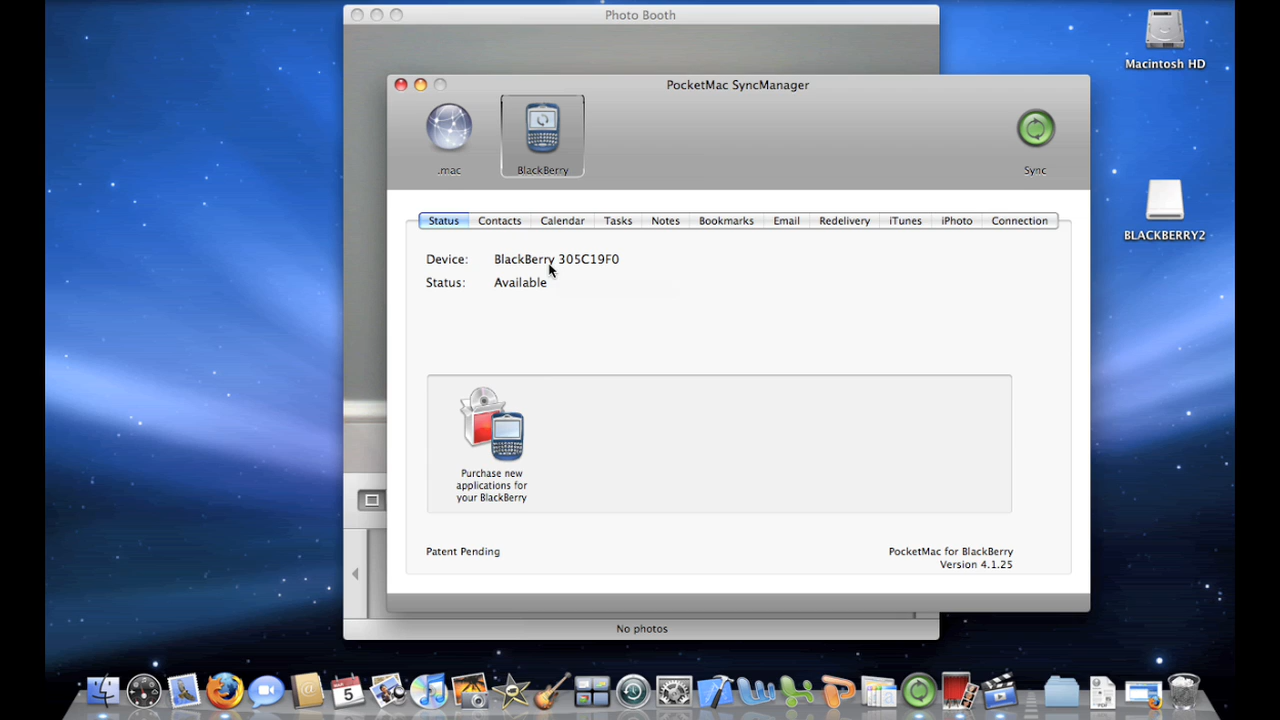 Photo Booth
Macintosh HD
PocketMac SyncManager
.mac
BlackBerry
Sync
Status Contacts Calendar Tasks Notes Bookmarks Email Redelivery iTunes iPhoto Connection
BLACKBERRY2
Device: BlackBerry 305C19F0
Status: Available
Purchase new
applications for
your BlackBerry
Patent Pending
PocketMac for BlackBerry
Version 4.1.25
No photos
5
PDF